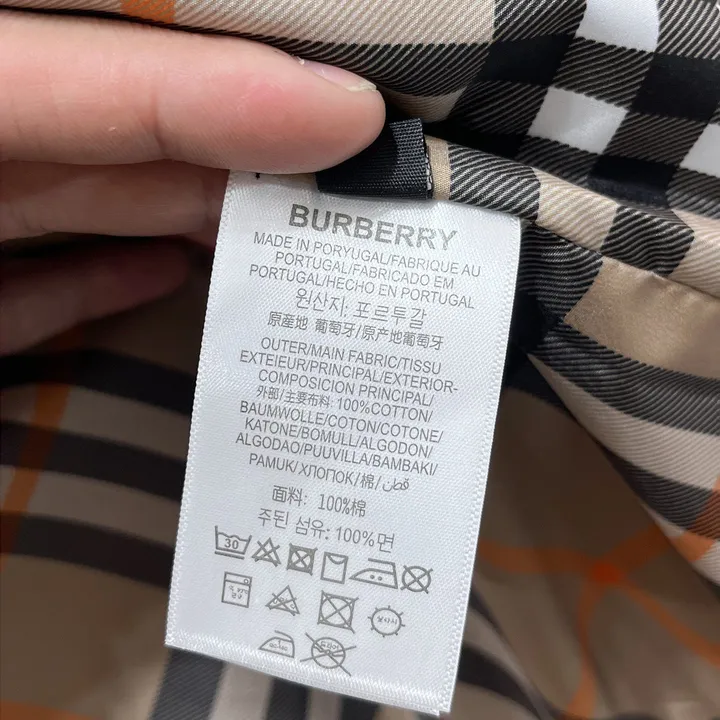 BURBERRY
MADE IN PORYUGAL/FABRIQUE AU
PORTUGAL/FABRICADO EM
PORTUGAL/HECHO EN PORTUGAL
원산지: 포르투갈
原産地 葡萄牙/原产地葡萄牙
OUTER/MAIN FABRIC/TISSU
EXTEIEUR/PRINCIPAL/EXTERIOR-
COMPOSICION PRINCIPAL/
外部/主要布料: 100%COTTON/
BAUMWOLLE/COTON/COTONE/
KATONE/BOMULL/ALGODON/
ALGODAO/PUUVILLA/BAMBAKI/
PAMUK/ХЛОПОК/棉/قطن
面料: 100%棉
주된 섬유: 100%면
30